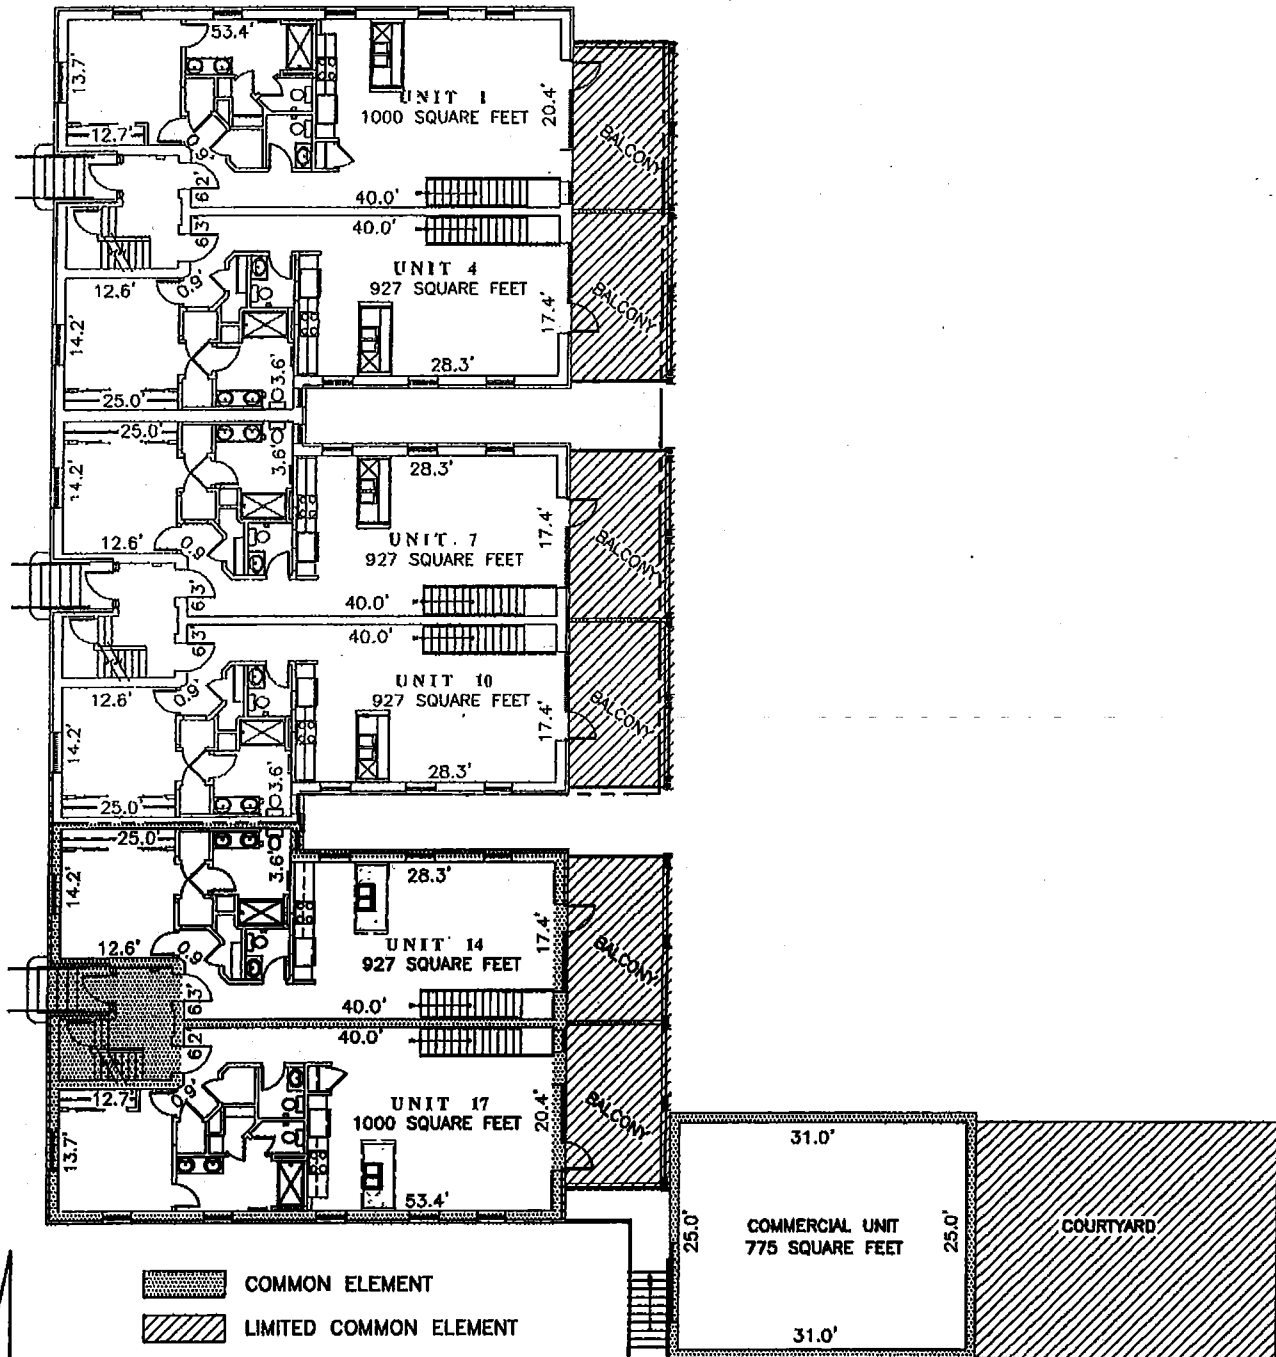 53.4'
13.7'
UNIT 1
1000 SQUARE FEET
20.4'
BALCONY
12.7'
0.9'
6.2'
40.0'
6.3'
40.0'
UNIT 4
927 SQUARE FEET
12.6'
0.9'
BALCONY
17.4'
14.2'
28.3'
3.6'
25.0'
25.0'
3.6'
14.2'
28.3'
17.4'
UNIT 7
927 SQUARE FEET
BALCONY
12.6'
0.9'
6.3'
40.0'
6.3'
40.0'
UNIT 10
927 SQUARE FEET
12.6'
0.9'
BALCONY
17.4'
14.2'
28.3'
3.6'
25.0'
25.0'
3.6'
14.2'
28.3'
17.4'
UNIT 14
927 SQUARE FEET
BALCONY
12.6'
0.9'
6.3'
40.0'
6.2'
40.0'
12.7'
0.9'
UNIT 17
1000 SQUARE FEET
20.4'
BALCONY
13.7'
53.4'
31.0'
25.0'
COMMERCIAL UNIT
775 SQUARE FEET
25.0'
COURTYARD
31.0'
COMMON ELEMENT
LIMITED COMMON ELEMENT